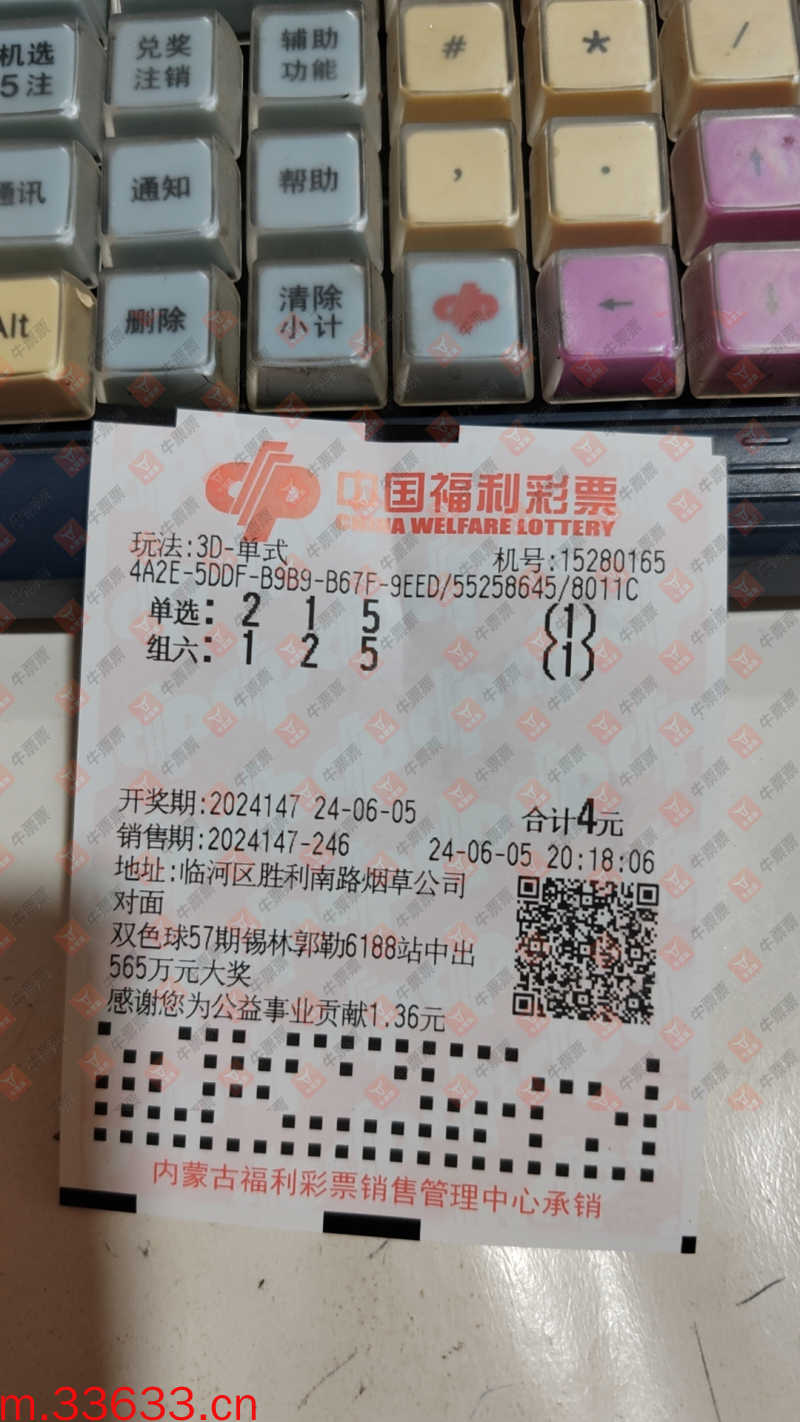 机选 兑奖 辅助 # * /
5注 注销 功能
通讯 通知 帮助 , . ↑
Alt 删除 清除 ← ↓
小计
中国福利彩票
CHINA WELFARE LOTTERY
玩法:3D-单式 机号:15280165
4A2E-5DDF-B9B9-B67F-9EED/55258645/8011C
单选: 2 1 5 (1)
组六: 1 2 5 (1)
开奖期:2024147 24-06-05 合计4元
销售期:2024147-246 24-06-05 20:18:06
地址:临河区胜利南路烟草公司
对面
双色球57期锡林郭勒6188站中出
565万元大奖
感谢您为公益事业贡献1.36元
内蒙古福利彩票销售管理中心承销
牛票票
m.33633.cn